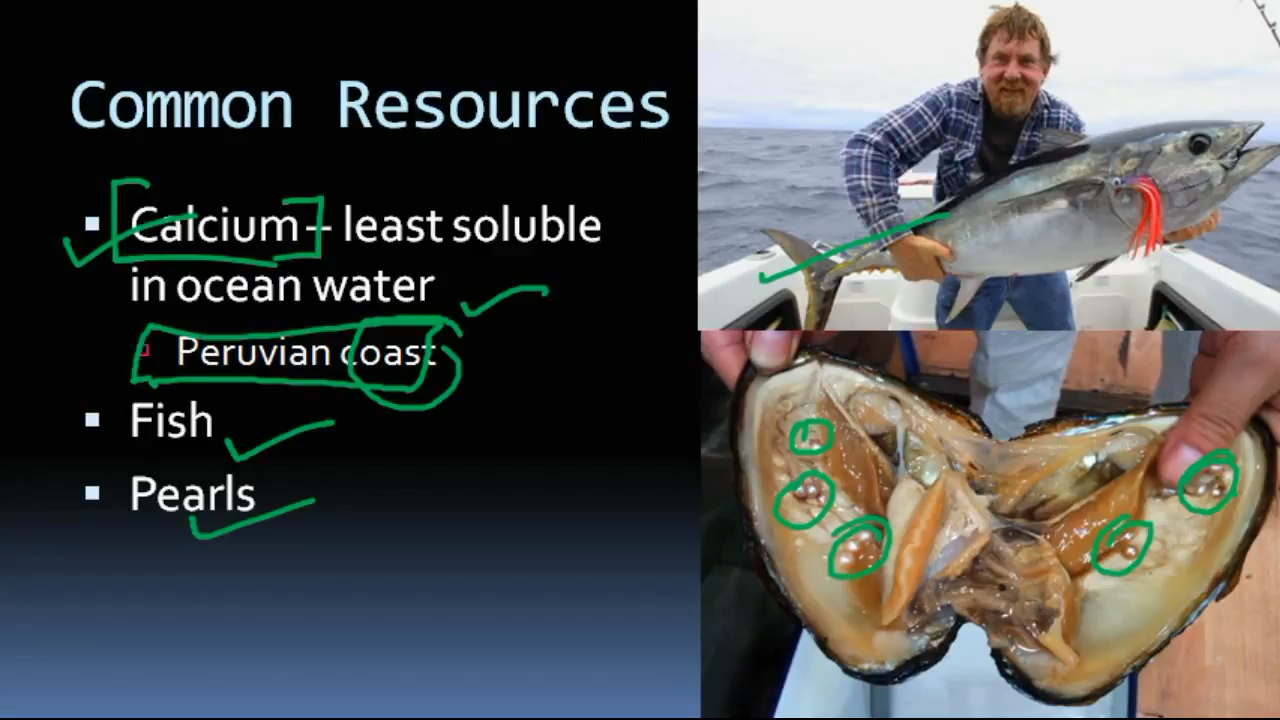 Common Resources
Calcium – least soluble
in ocean water
Peruvian coast
Fish
Pearls